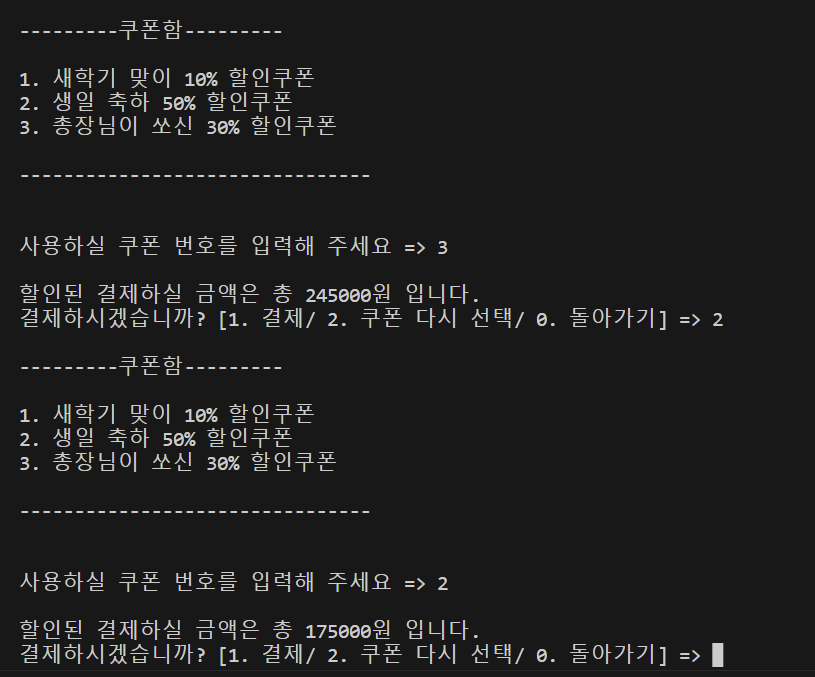 ---------쿠폰함---------
1. 새학기 맞이 10% 할인쿠폰
2. 생일 축하 50% 할인쿠폰
3. 총장님이 쏘신 30% 할인쿠폰
--------------------------------
사용하실 쿠폰 번호를 입력해 주세요 => 3
할인된 결제하실 금액은 총 245000원 입니다.
결제하시겠습니까? [1. 결제/ 2. 쿠폰 다시 선택/ 0. 돌아가기] => 2
---------쿠폰함---------
1. 새학기 맞이 10% 할인쿠폰
2. 생일 축하 50% 할인쿠폰
3. 총장님이 쏘신 30% 할인쿠폰
--------------------------------
사용하실 쿠폰 번호를 입력해 주세요 => 2
할인된 결제하실 금액은 총 175000원 입니다.
결제하시겠습니까? [1. 결제/ 2. 쿠폰 다시 선택/ 0. 돌아가기] =>